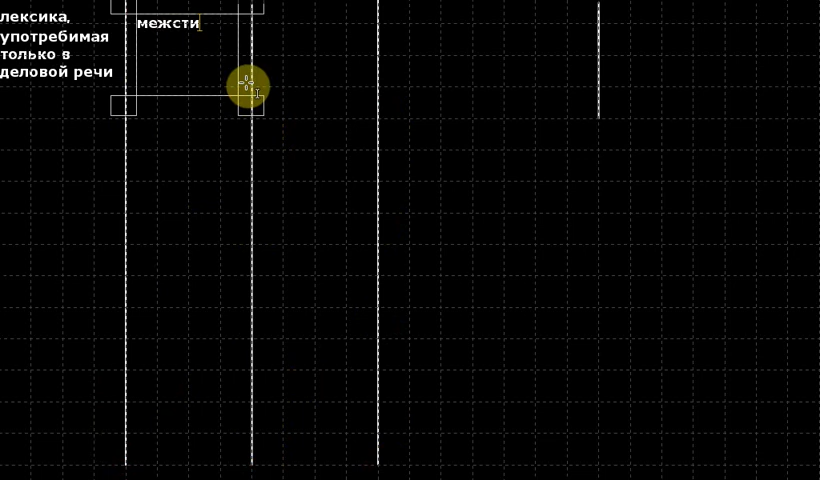 лексика,
употребимая
только в
деловой речи
межсти